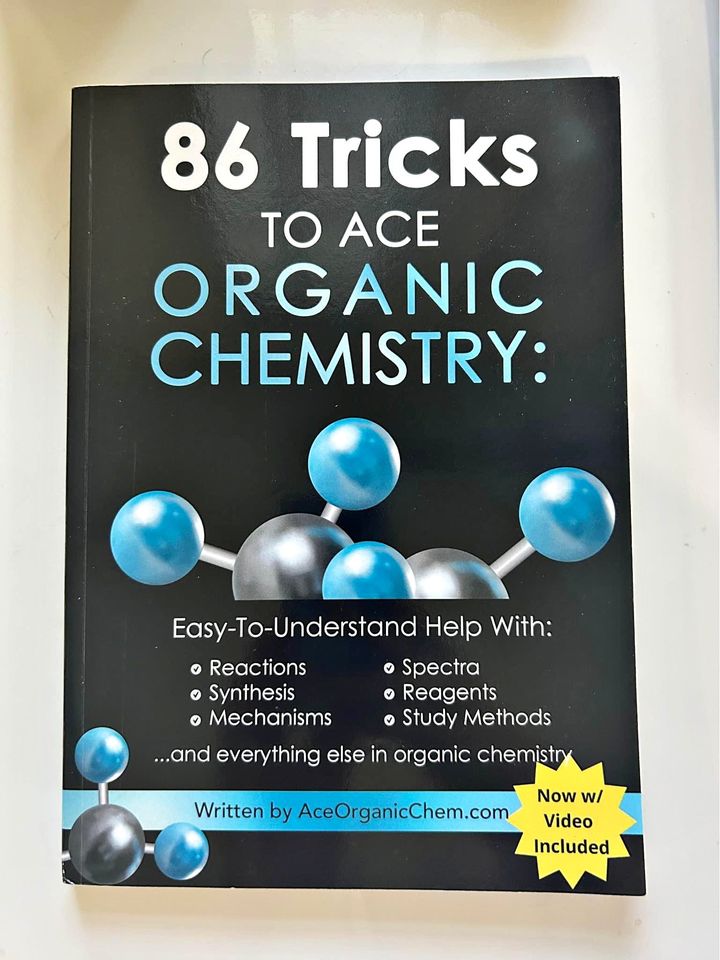 86 Tricks
TO ACE
ORGANIC
CHEMISTRY:
Easy-To-Understand Help With:
Reactions
Synthesis
Mechanisms
Spectra
Reagents
Study Methods
...and everything else in organic chemistry
Written by AceOrganicChem.com
Now w/
Video
Included